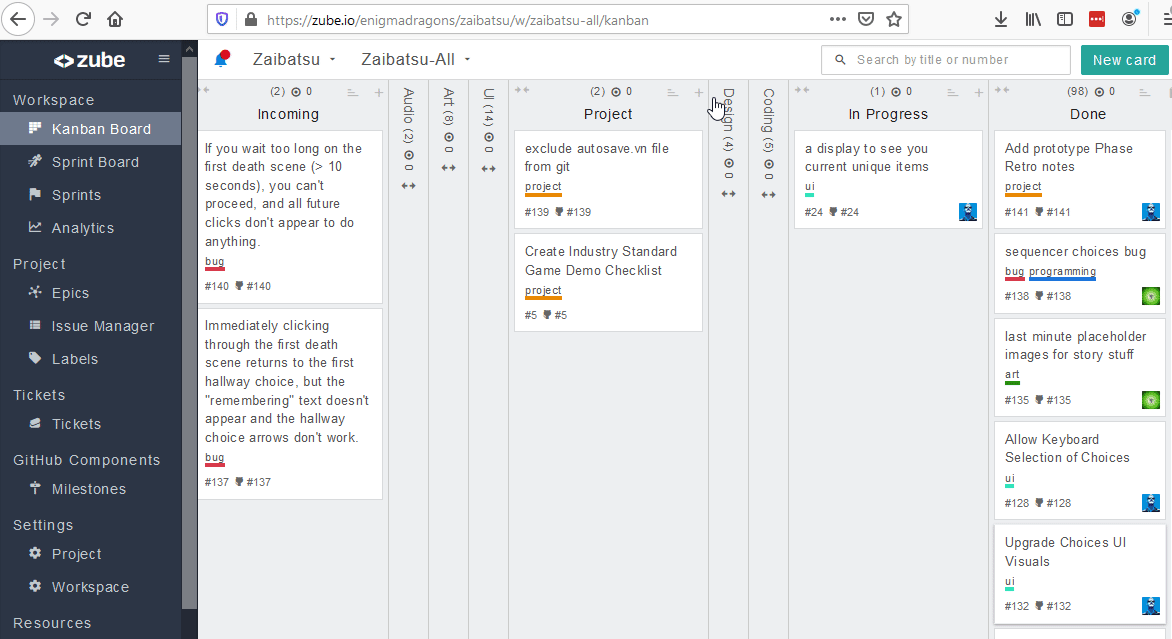 https://zube.io/enigmadragons/zaibatsu/w/zaibatsu-all/kanban
zube
Zaibatsu
Zaibatsu-All
Search by title or number
New card
Workspace
Kanban Board
Sprint Board
Sprints
Analytics
Project
Epics
Issue Manager
Labels
Tickets
Tickets
GitHub Components
Milestones
Settings
Project
Workspace
Resources
(2) 0
Incoming
If you wait too long on the
first death scene (> 10
seconds), you can't
proceed, and all future
clicks don't appear to do
anything.
bug
#140 #140
Immediately clicking
through the first death
scene returns to the first
hallway choice, but the
"remembering" text doesn't
appear and the hallway
choice arrows don't work.
bug
#137 #137
Audio (2) 0
Art (8) 0
UI (14) 0
(2) 0
Project
exclude autosave.vn file
from git
project
#139 #139
Create Industry Standard
Game Demo Checklist
project
#5 #5
Design (4) 0
Coding (5) 0
(1) 0
In Progress
a display to see you
current unique items
ui
#24 #24
(98) 0
Done
Add prototype Phase
Retro notes
project
#141 #141
sequencer choices bug
bug programming
#138 #138
last minute placeholder
images for story stuff
art
#135 #135
Allow Keyboard
Selection of Choices
ui
#128 #128
Upgrade Choices UI
Visuals
ui
#132 #132